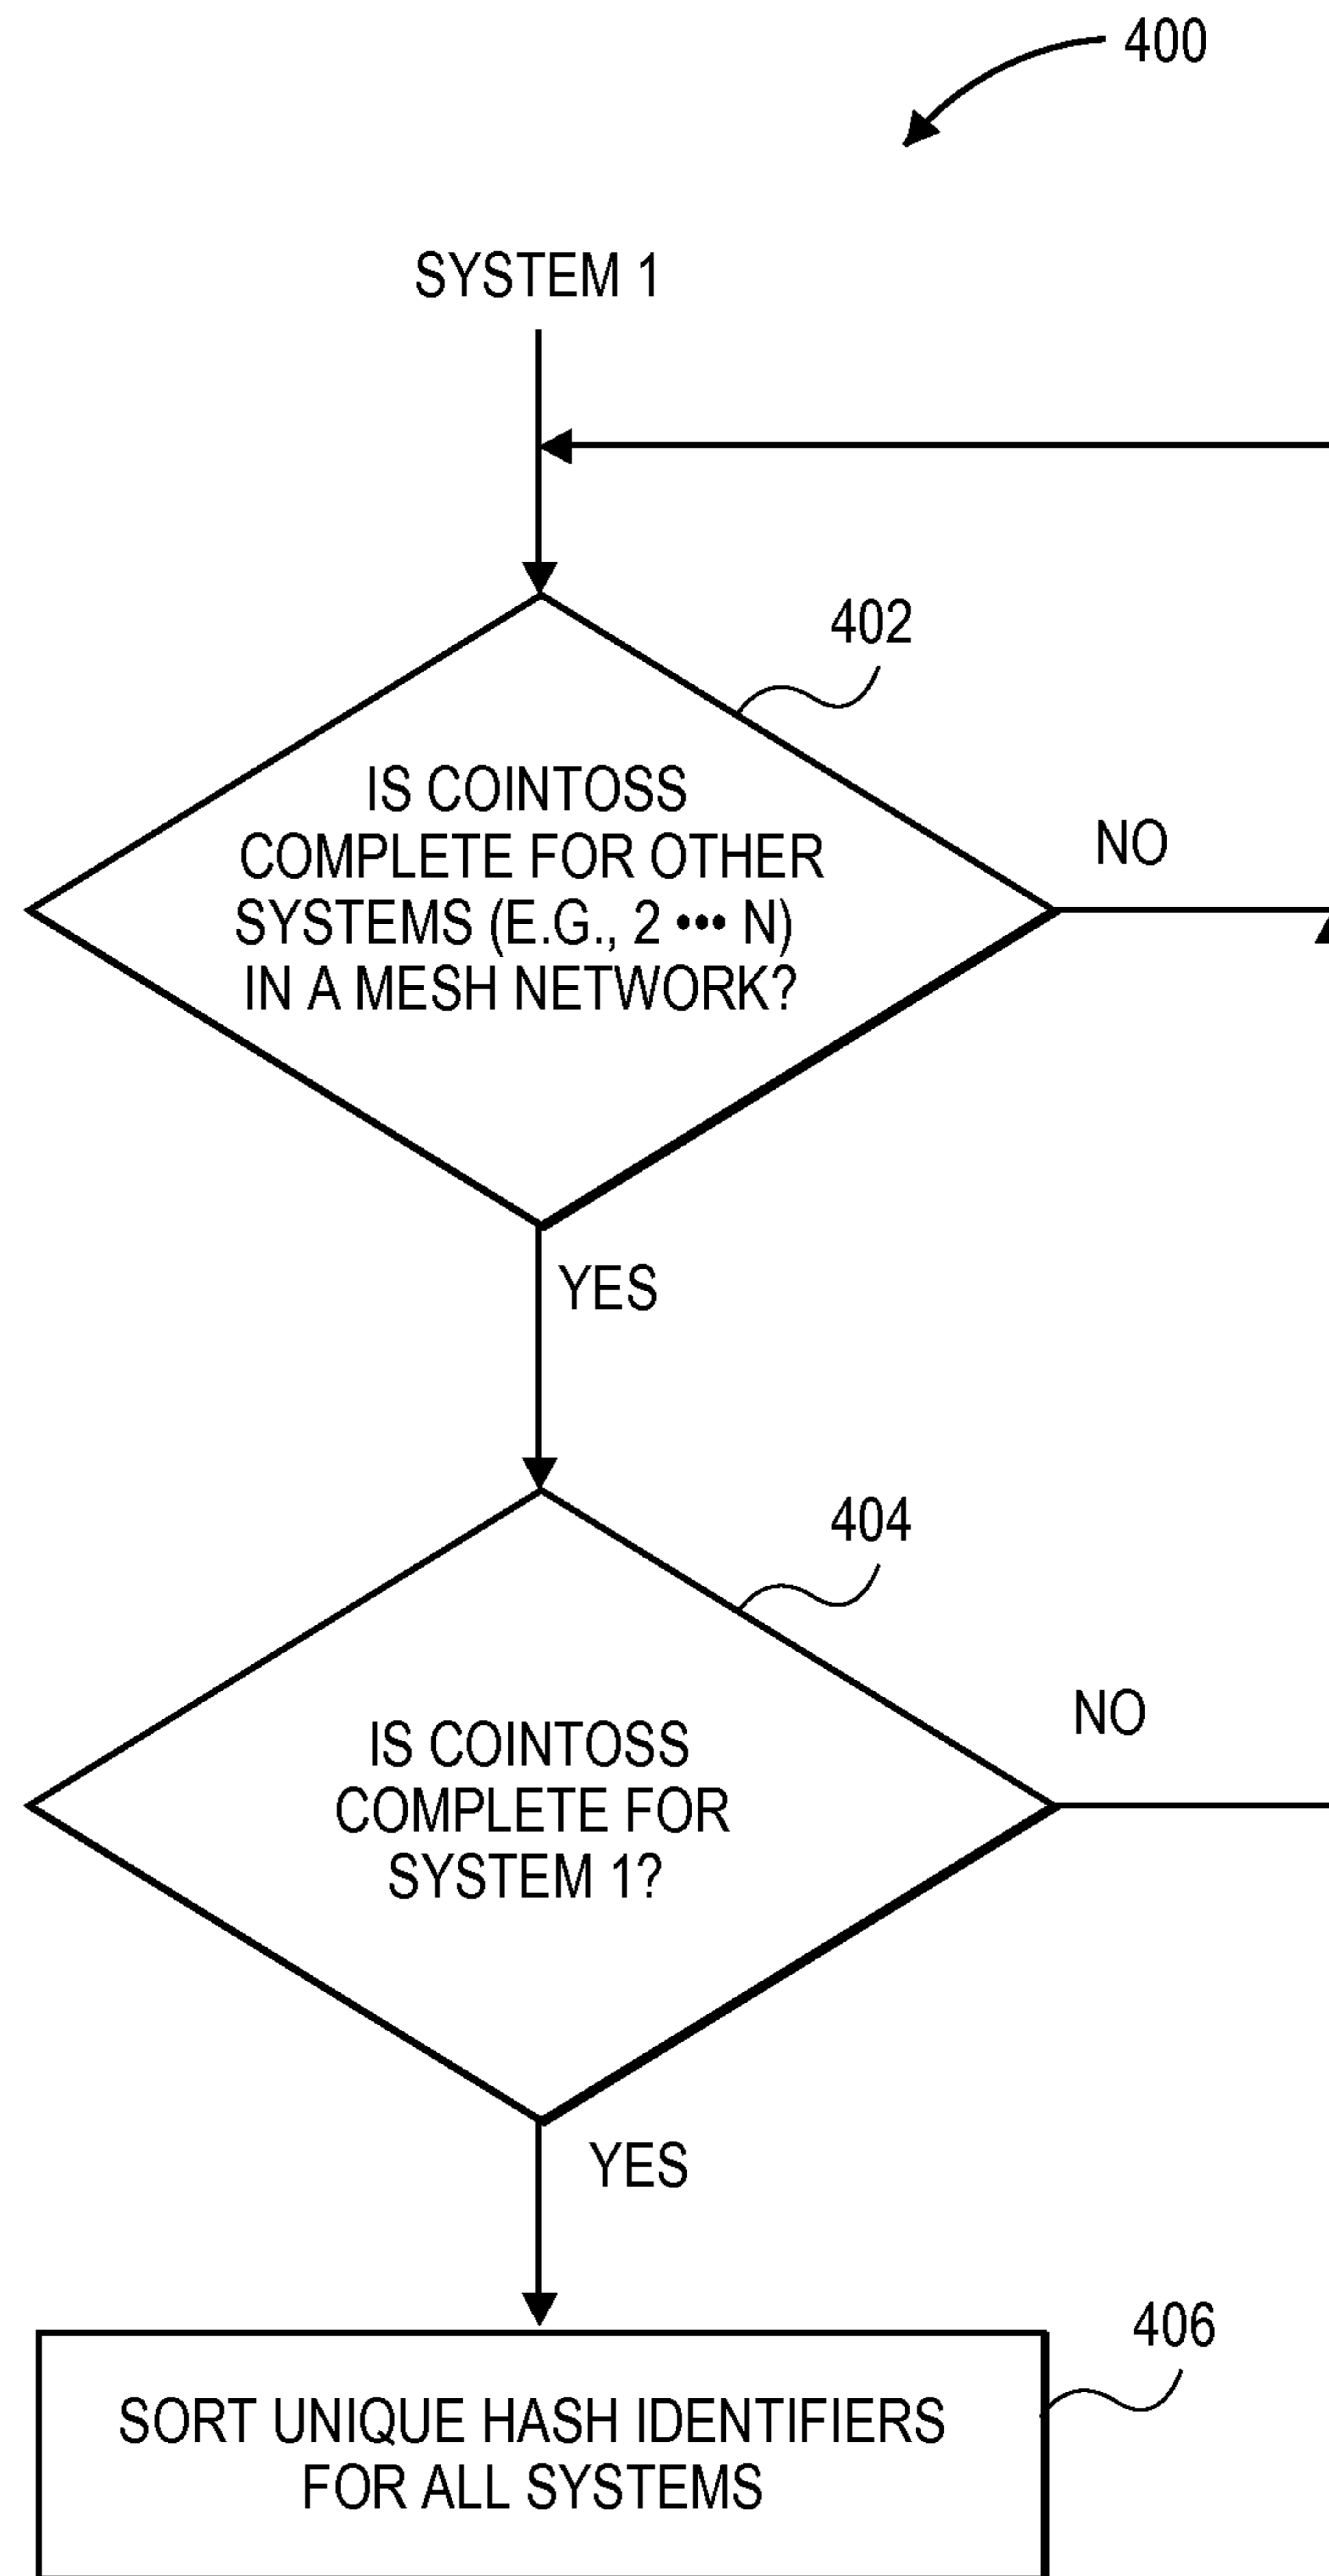 400
SYSTEM 1
402
IS COINTOSS
COMPLETE FOR OTHER
SYSTEMS (E.G., 2 ••• N)
IN A MESH NETWORK?
NO
YES
404
IS COINTOSS
COMPLETE FOR
SYSTEM 1?
NO
YES
406
SORT UNIQUE HASH IDENTIFIERS
FOR ALL SYSTEMS